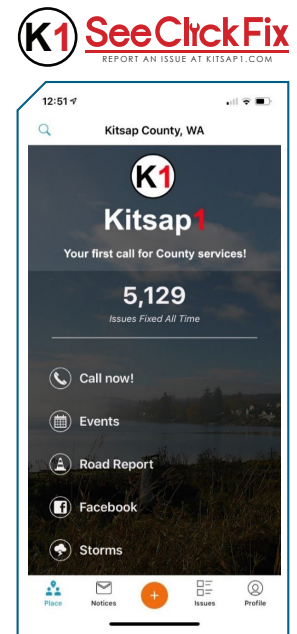 K1 SeeClickFix
REPORT AN ISSUE AT KITSAP1.COM
12:51
Kitsap County, WA
K1
Kitsap1
Your first call for County services!
5,129
Issues Fixed All Time
Call now!
Events
Road Report
Facebook
Storms
Place Notices + Issues Profile